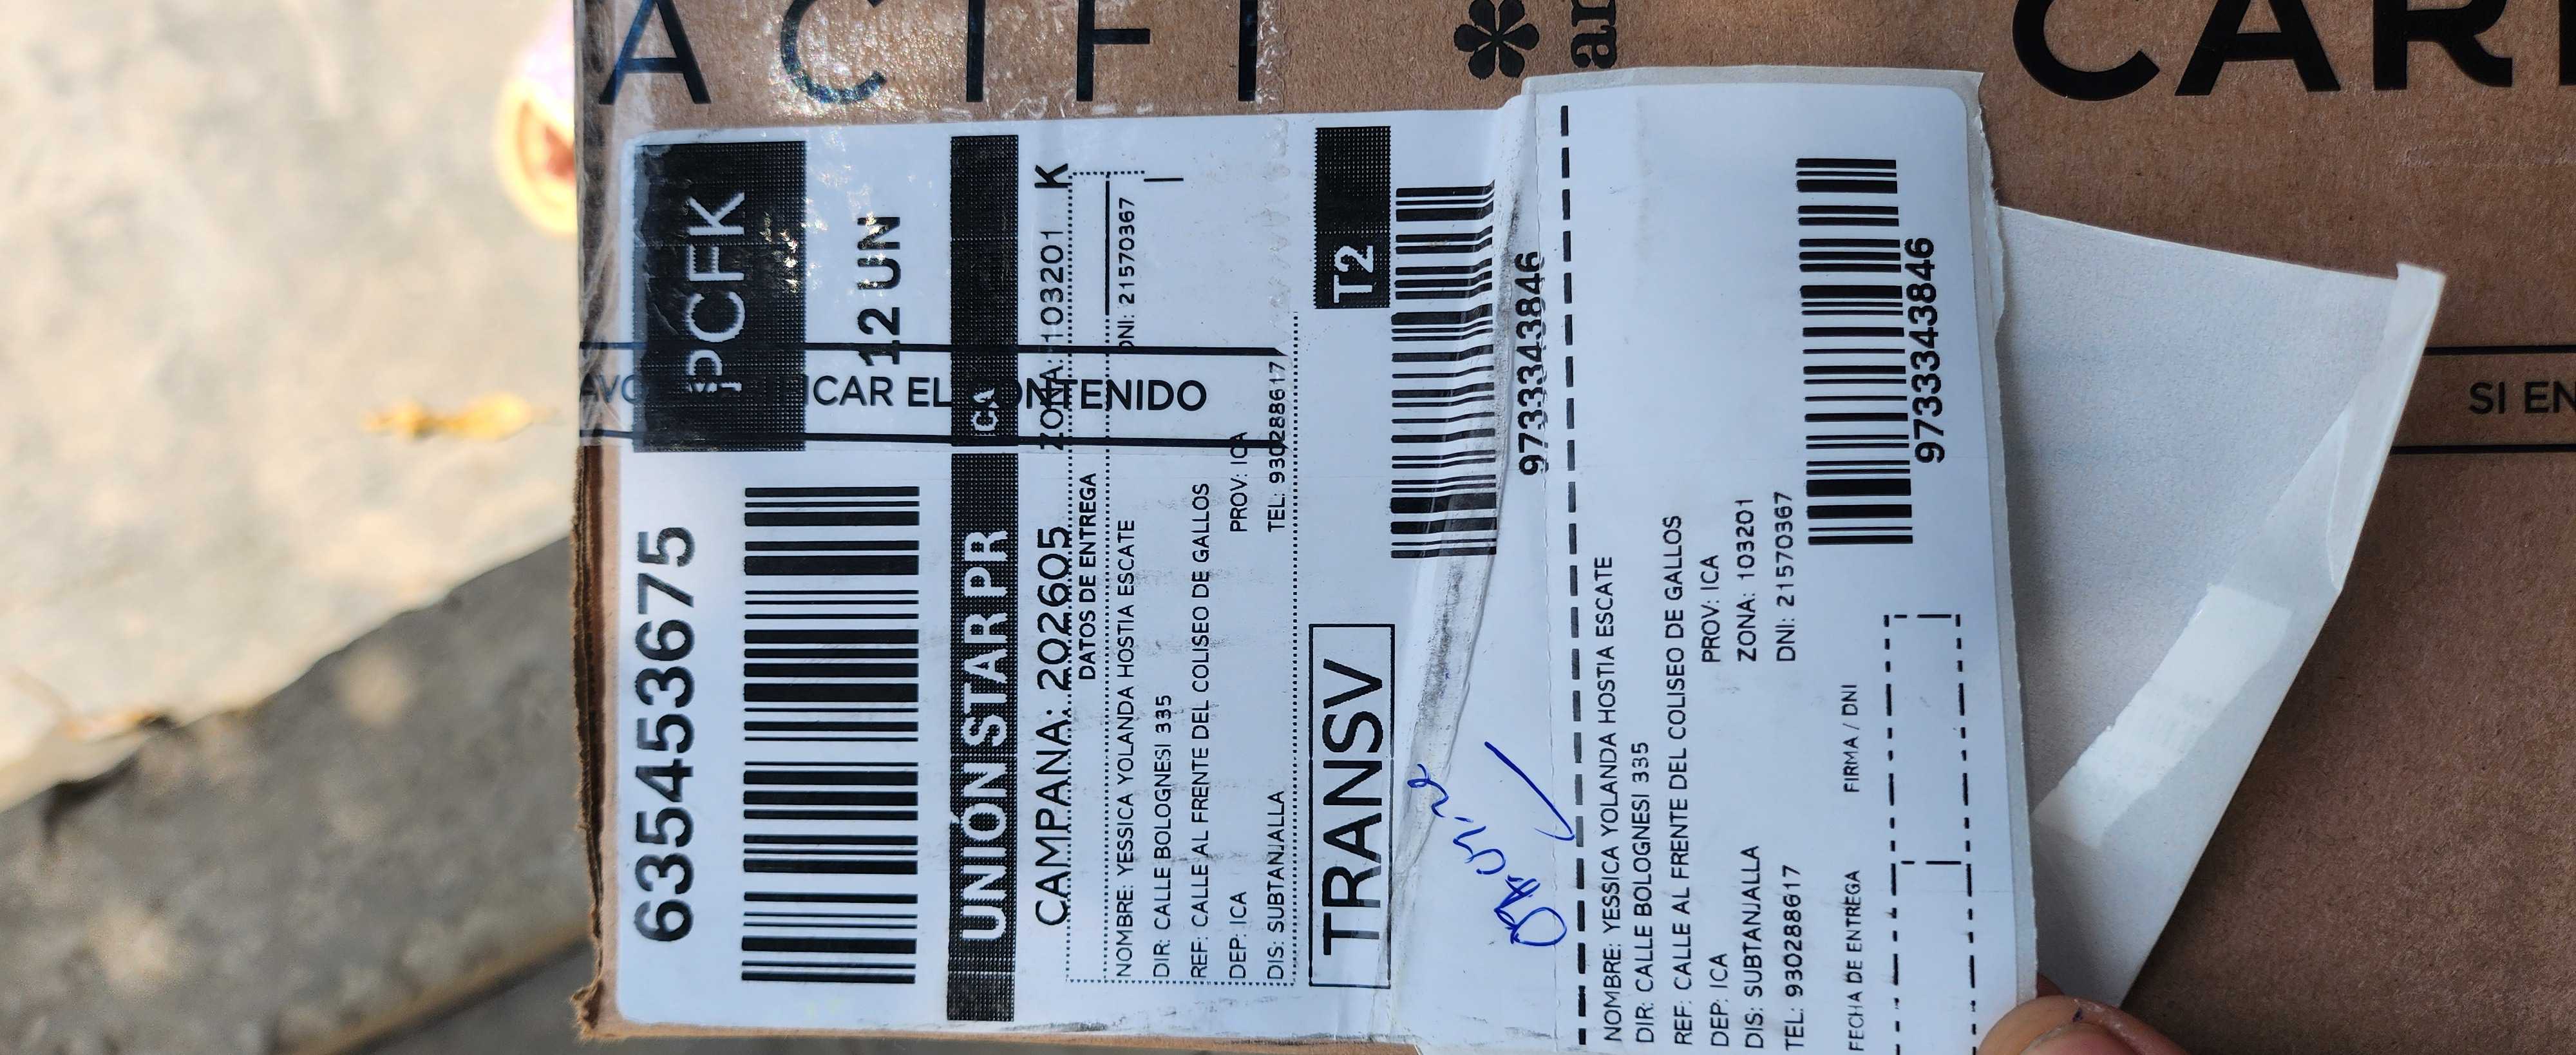 ACIFI
CAR
PCFK
12 UN
635453675
UNIÓN STAR PR
ICA
CAMPANA: 202605
ZONA: 103201 K
DATOS DE ENTREGA
NOMBRE: YESSICA YOLANDA HOSTIA ESCATE
DNI: 21570367
DIR: CALLE BOLOGNESI 335
REF: CALLE AL FRENTE DEL COLISEO DE GALLOS
DEP: ICA
PROV: ICA
DIS: SUBTANJALLA
TEL: 930288617
ICAR EL CONTENIDO
TRANSV
T2
9733343846
NOMBRE: YESSICA YOLANDA HOSTIA ESCATE
DIR: CALLE BOLOGNESI 335
REF: CALLE AL FRENTE DEL COLISEO DE GALLOS
DEP: ICA
PROV: ICA
DIS: SUBTANJALLA
ZONA: 103201
TEL: 930288617
DNI: 21570367
FECHA DE ENTREGA
FIRMA / DNI
9733343846
SI EN